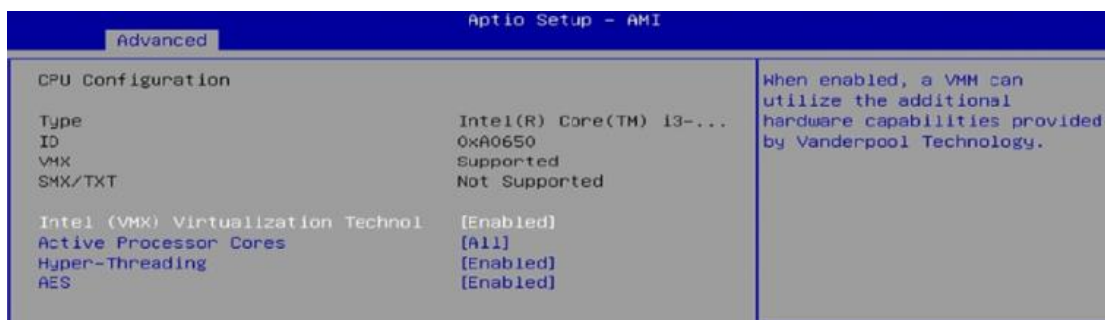 Aptio Setup - AMI
Advanced
CPU Configuration
Type Intel(R) Core(TM) i3-...
ID 0xA0650
VMX Supported
SMX/TXT Not Supported
Intel (VMX) Virtualization Technol [Enabled]
Active Processor Cores [All]
Hyper-Threading [Enabled]
AES [Enabled]
When enabled, a VMM can
utilize the additional
hardware capabilities provided
by Vanderpool Technology.